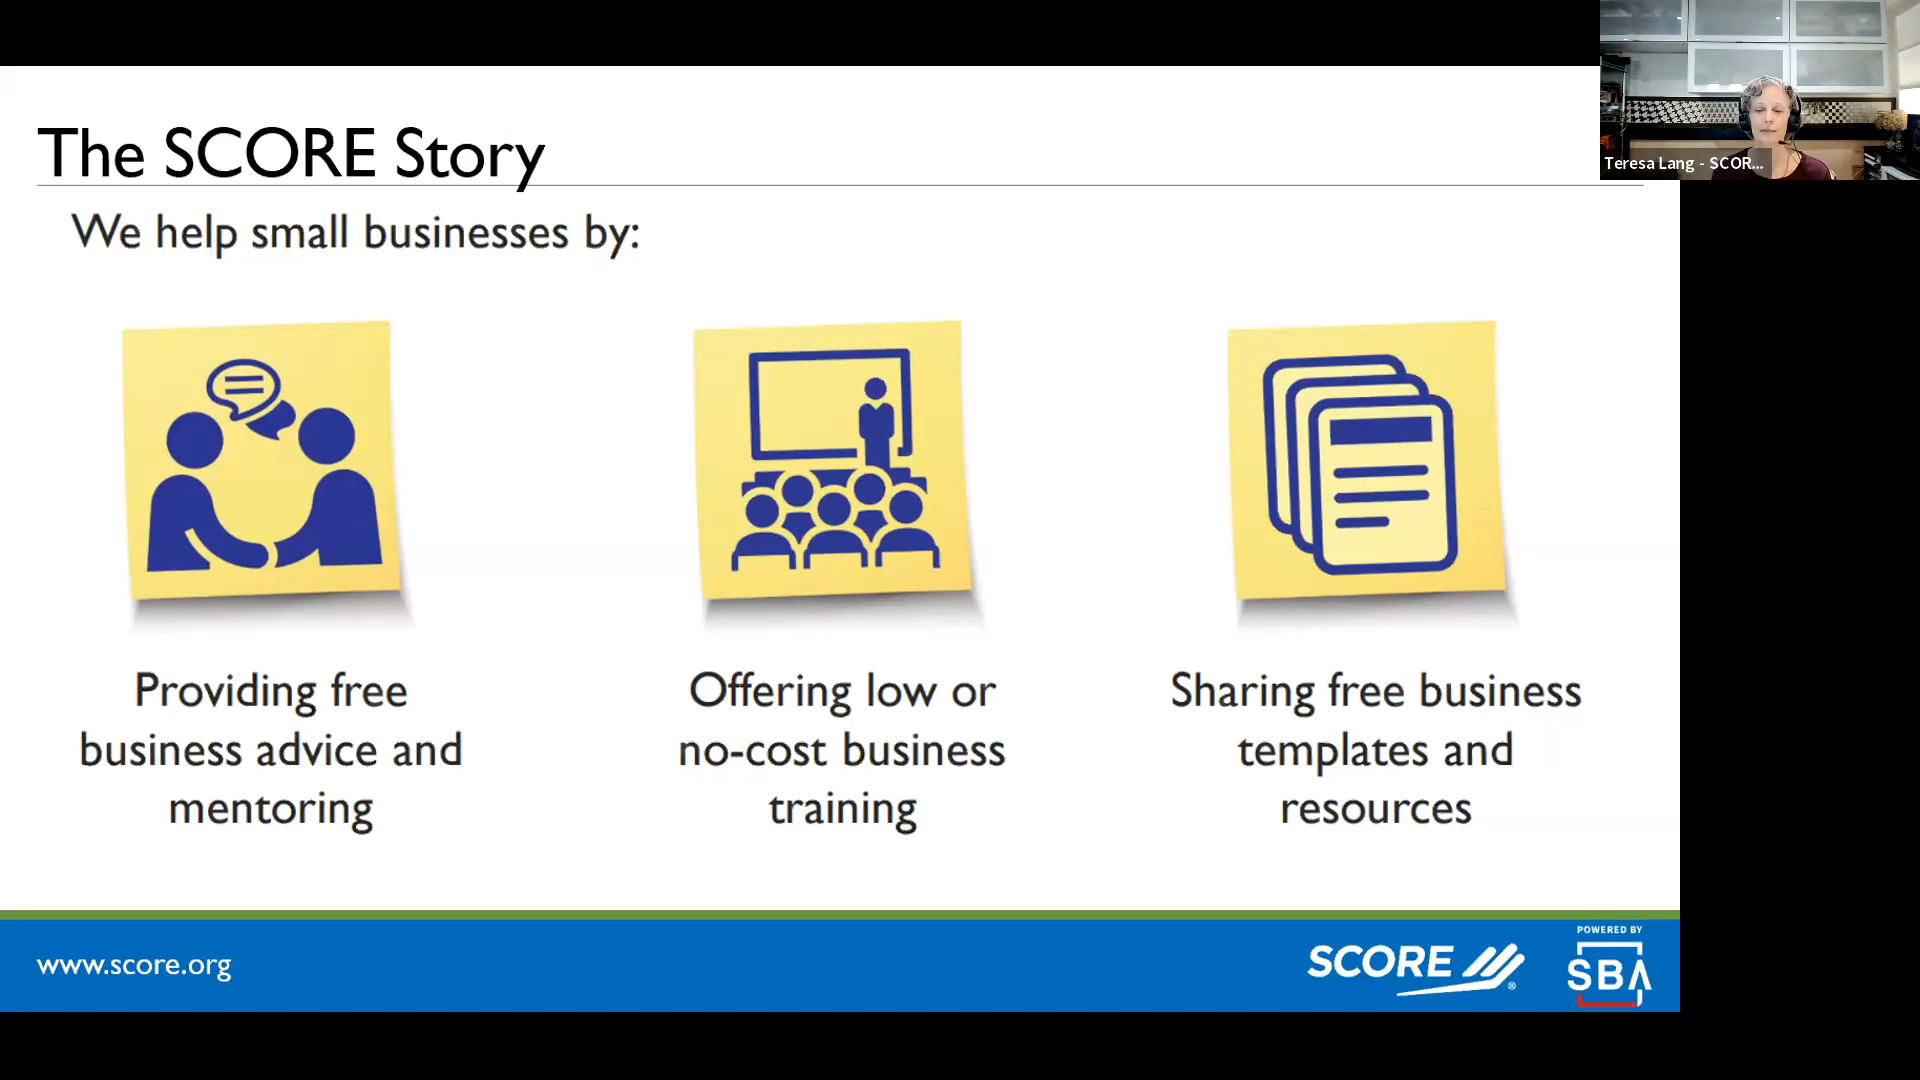 The SCORE Story
Teresa Lang - SCOR...
We help small businesses by:
Providing free
business advice and
mentoring
Offering low or
no-cost business
training
Sharing free business
templates and
resources
www.score.org
SCORE
®
POWERED BY
SBA